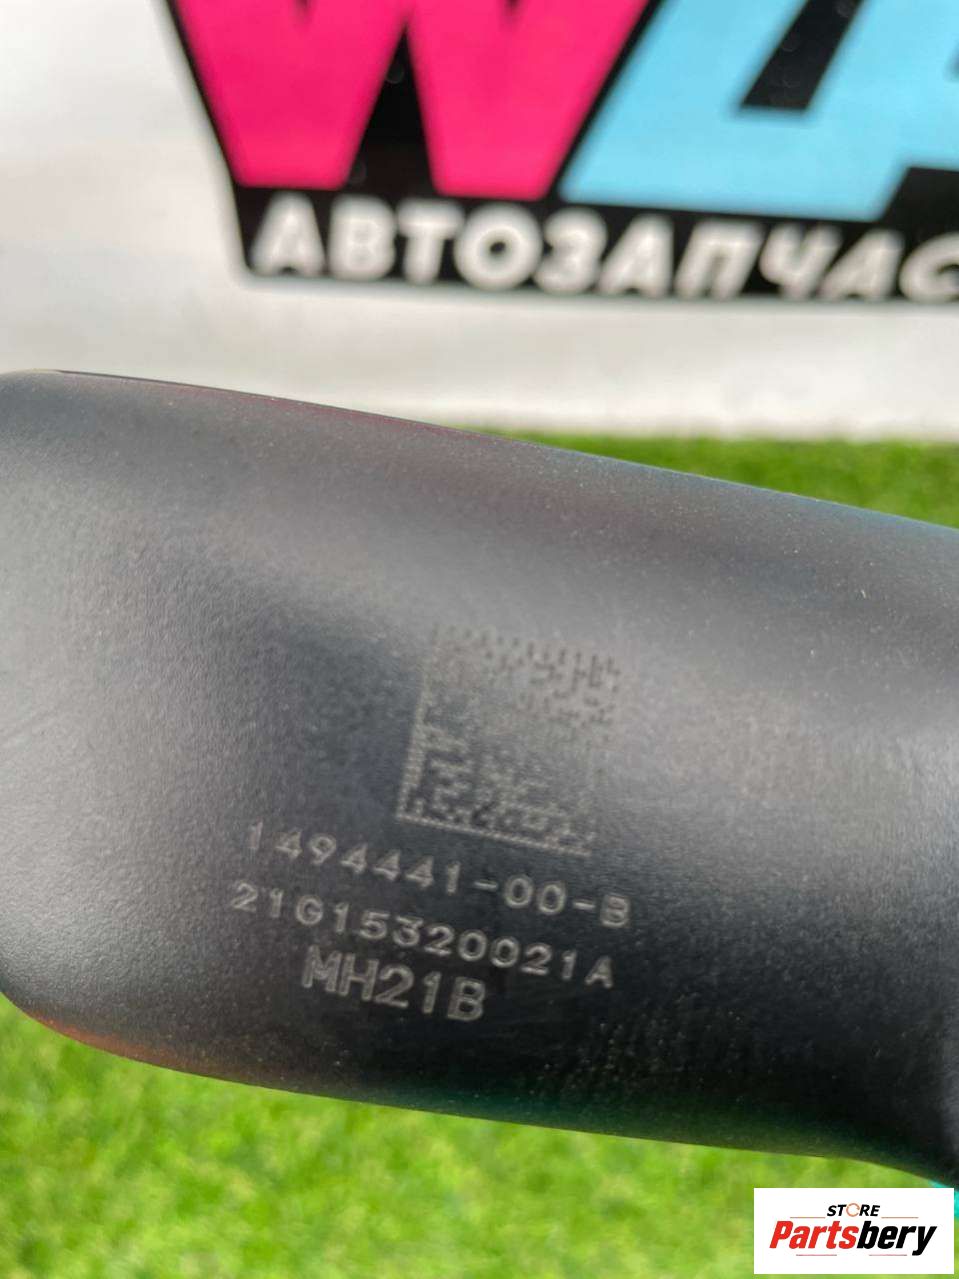 АВТОЗАПЧАС
1494441-00-B
21G15320021A
MH21B
STORE
Partsbery